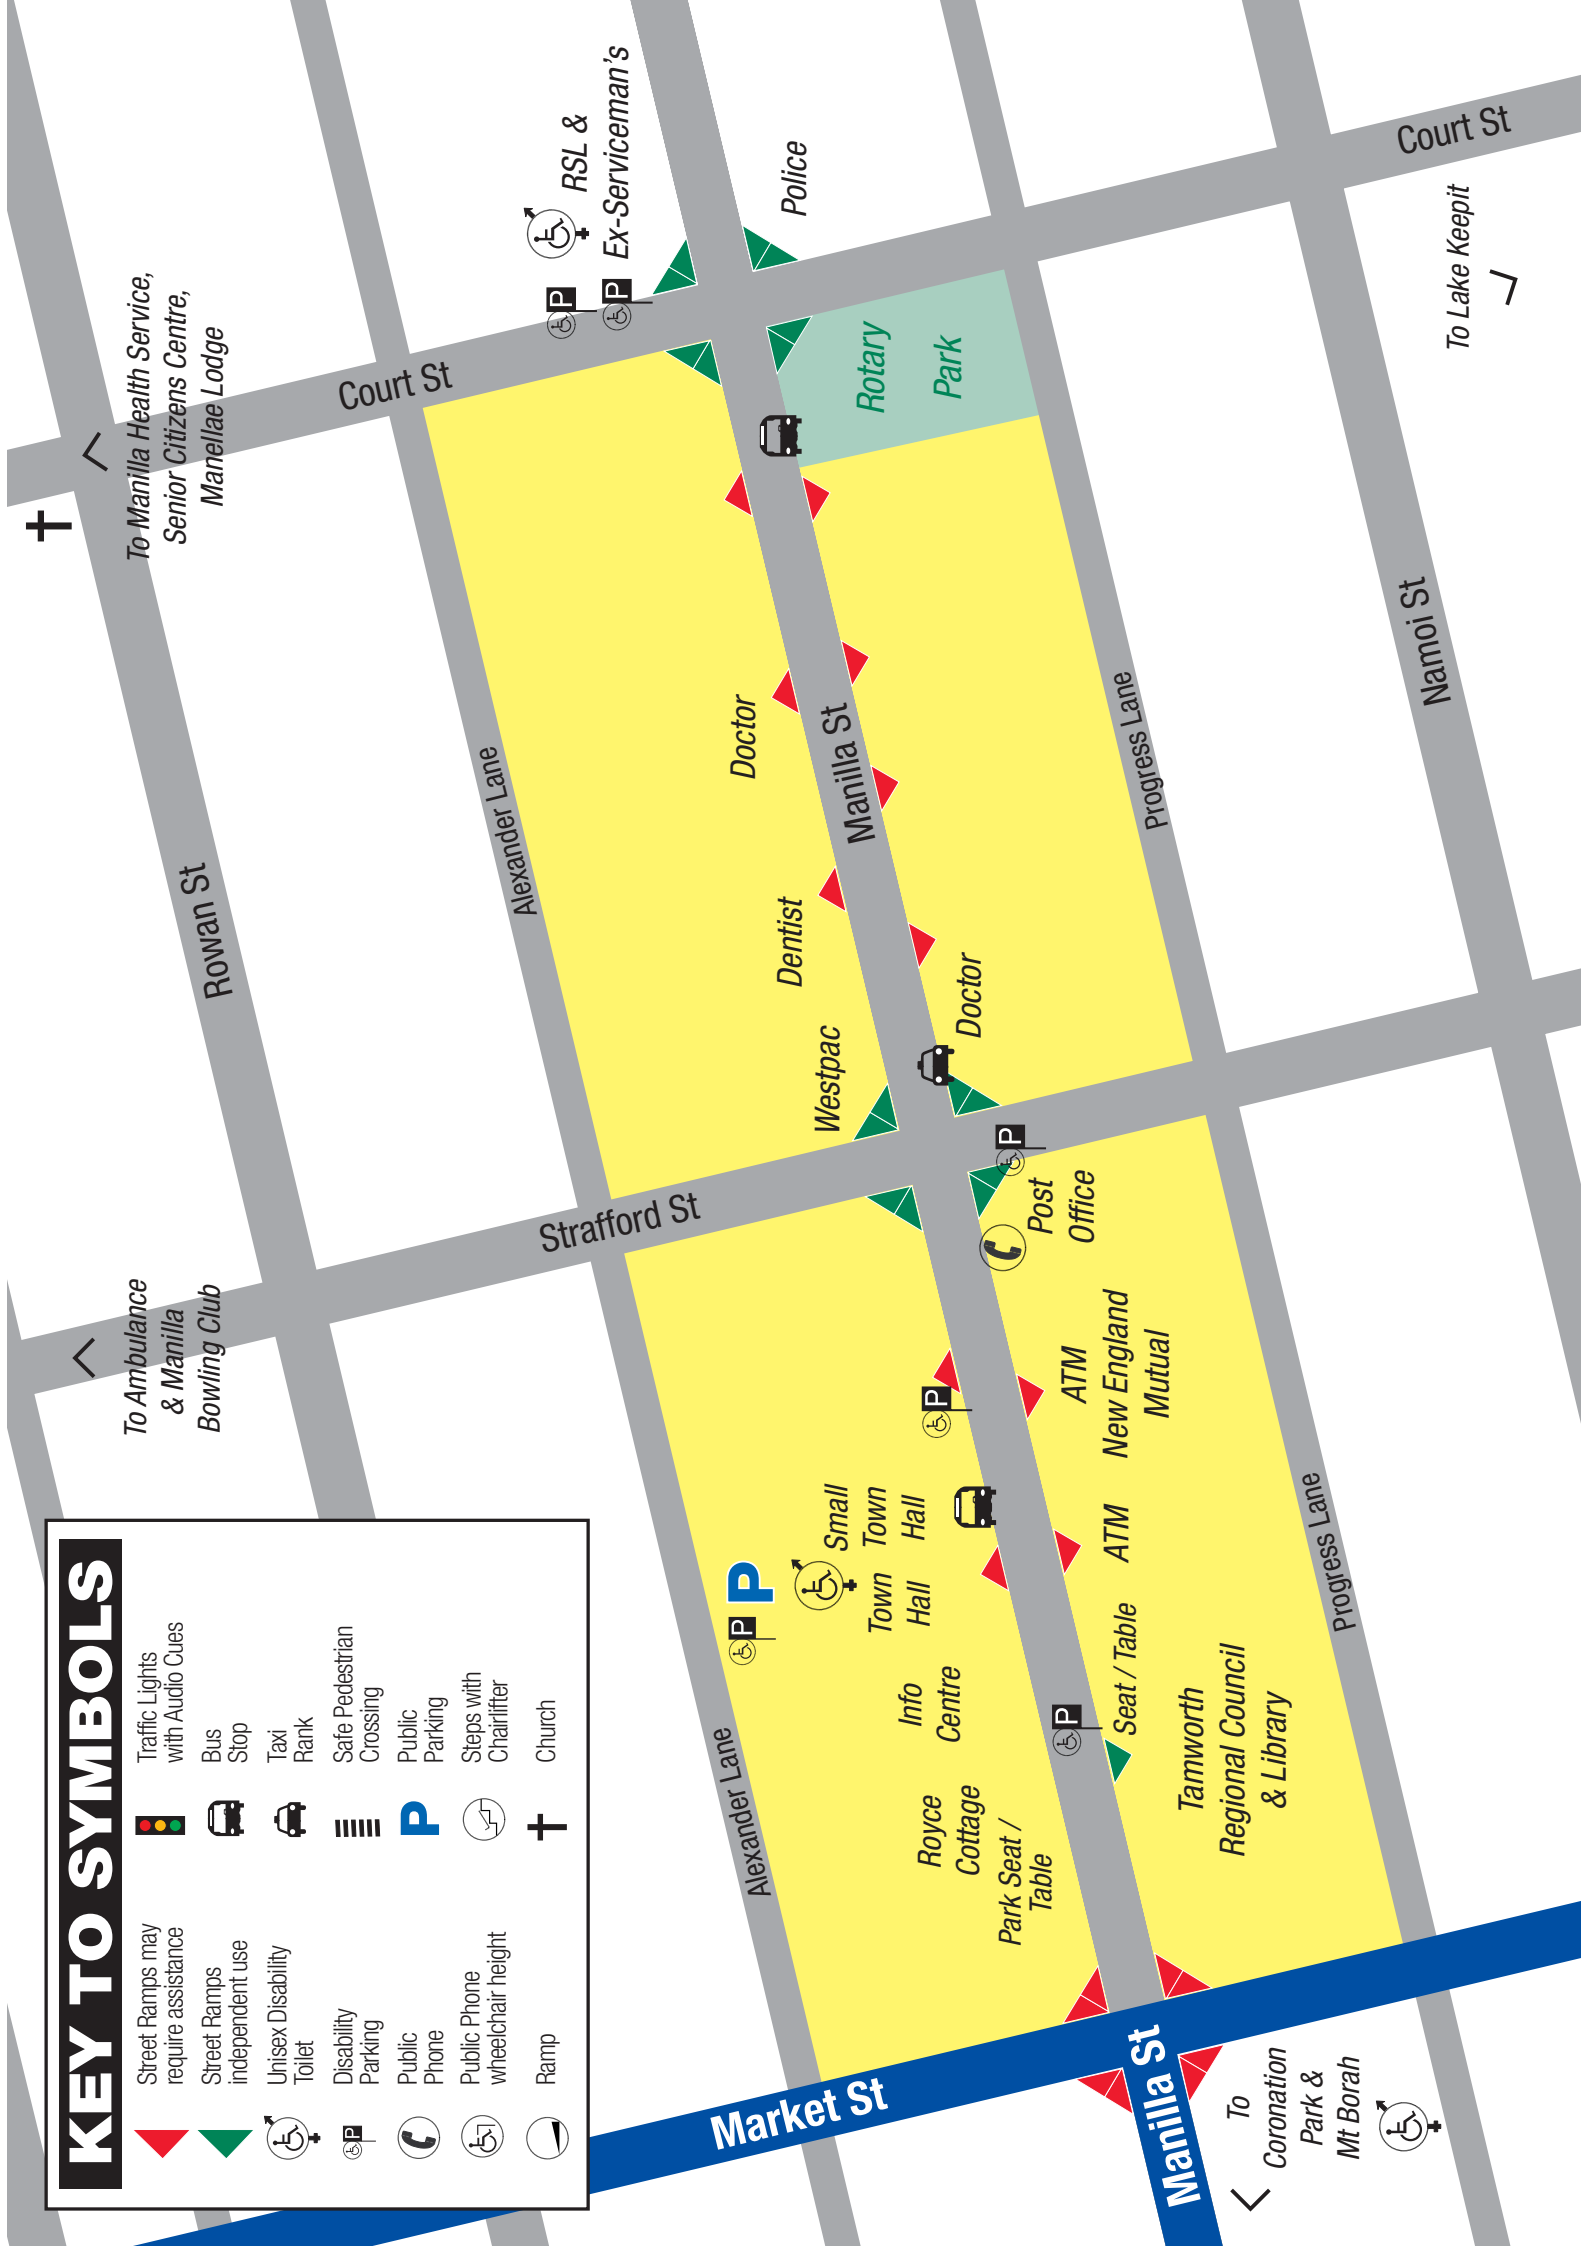 KEY TO SYMBOLS
Street Ramps may
require assistance
Street Ramps
independent use
Unisex Disability
Toilet
Disability
Parking
Public
Phone
Public Phone
wheelchair height
Ramp
Traffic Lights
with Audio Cues
Bus
Stop
Taxi
Rank
Safe Pedestrian
Crossing
Public
Parking
Steps with
Chairlifter
Church
P
To Ambulance
& Manilla
Bowling Club
Rowan St
To Manilla Health Service,
Senior Citizens Centre,
Manellae Lodge
Court St
Alexander Lane
Strafford St
Alexander Lane
Market St
RSL &
Ex-Serviceman's
P
P
Police
Rotary
Park
Doctor
Dentist
Westpac
Manilla St
Doctor
P
Post
Office
P
P
P
Small
Town
Hall
Town
Hall
Info
Centre
Royce
Cottage
Park Seat /
Table
P
Seat / Table
ATM
ATM
New England
Mutual
Tamworth
Regional Council
& Library
Progress Lane
Progress Lane
Manilla St
To
Coronation
Park &
Mt Borah
Namoi St
Court St
To Lake Keepit
P